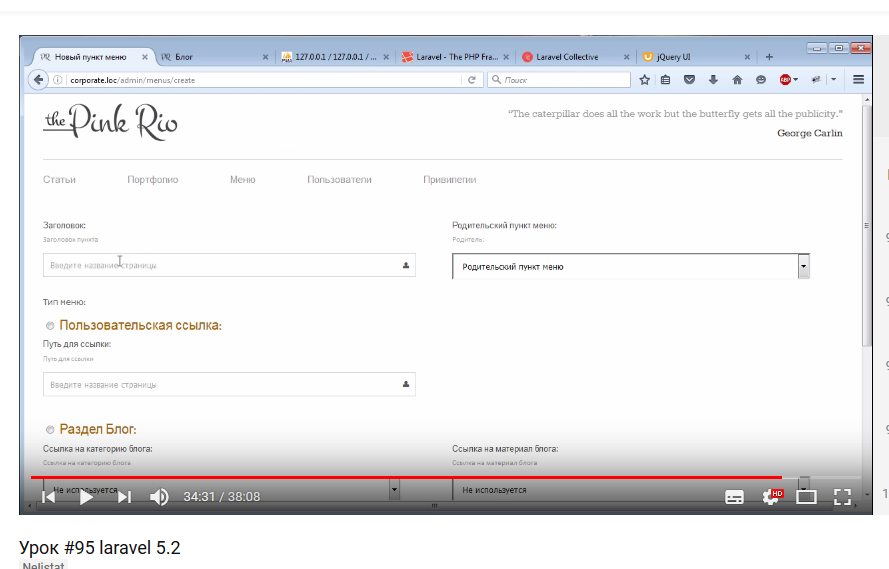 Новый пункт меню
Блог
127.0.0.1 / 127.0.0.1 / ...
Laravel - The PHP Fra...
Laravel Collective
jQuery UI
corporate.loc/admin/menus/create
Поиск
ABP
the Pink Rio
“The caterpillar does all the work but the butterfly gets all the publicity.”
George Carlin
Статьи Портфолио Меню Пользователи Привилегии
Заголовок:
Заголовок пункта
Введите название страницы
Родительский пункт меню:
Родитель:
Родительский пункт меню
Тип меню:
Пользовательская ссылка:
Путь для ссылки:
Путь для ссылки
Введите название страницы
Раздел Блог:
Ссылка на категорию блога:
Ссылка на категорию блога
Не используется
Ссылка на материал блога:
Ссылка на материал блога
Не используется
34:31 / 38:08
HD
Урок #95 laravel 5.2
Nelistat